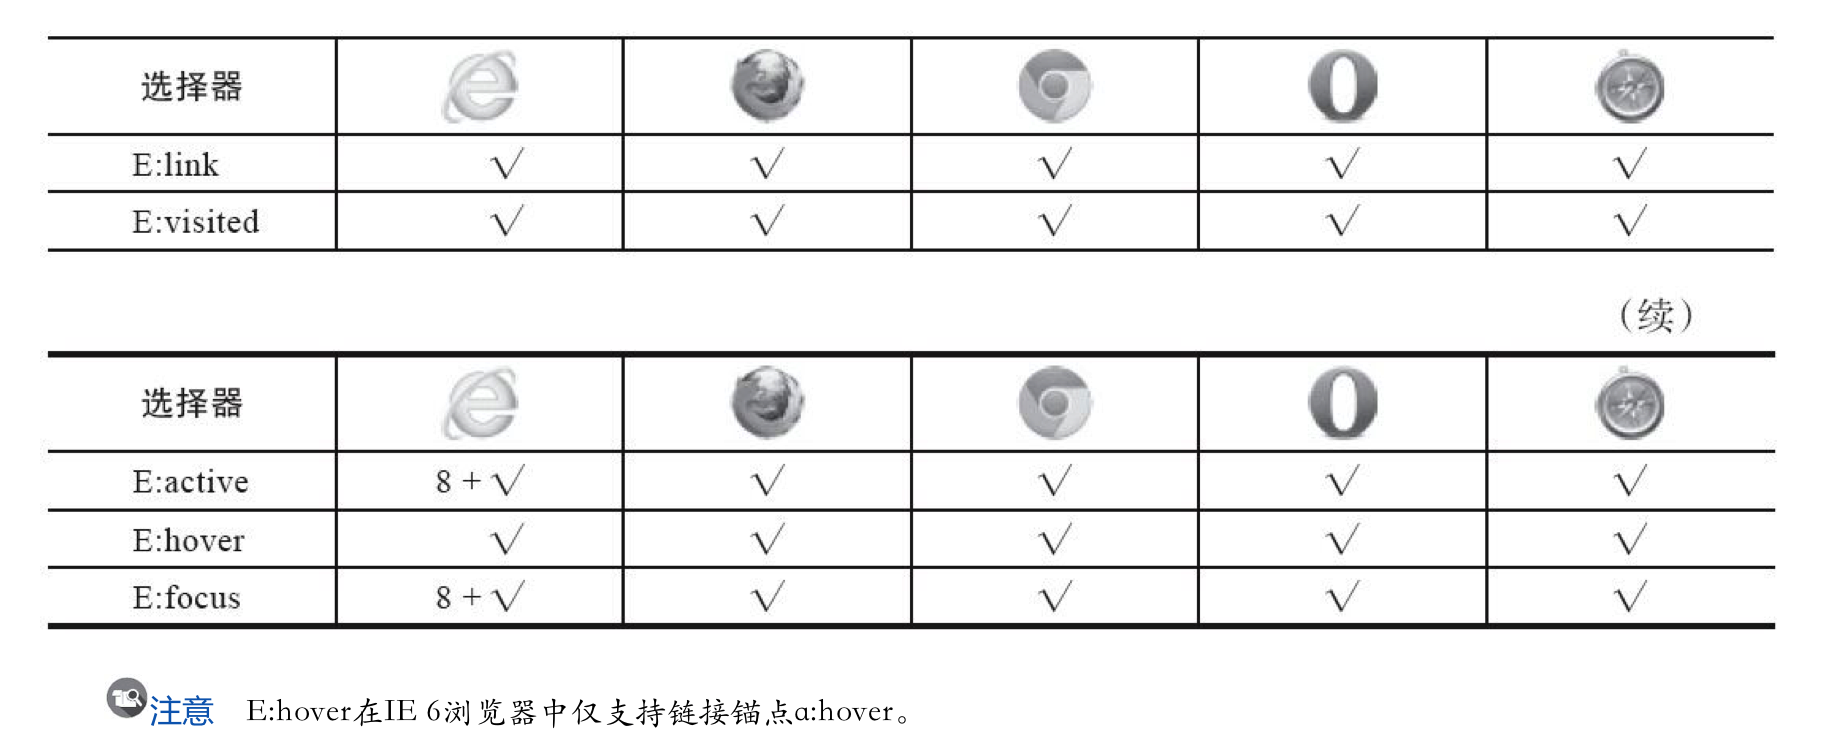 选择器
E:link √ √ √ √ √
E:visited √ √ √ √ √
(续)
选择器
E:active 8 + √ √ √ √ √
E:hover √ √ √ √ √
E:focus 8 + √ √ √ √ √
注意 E:hover在IE 6浏览器中仅支持链接锚点a:hover。